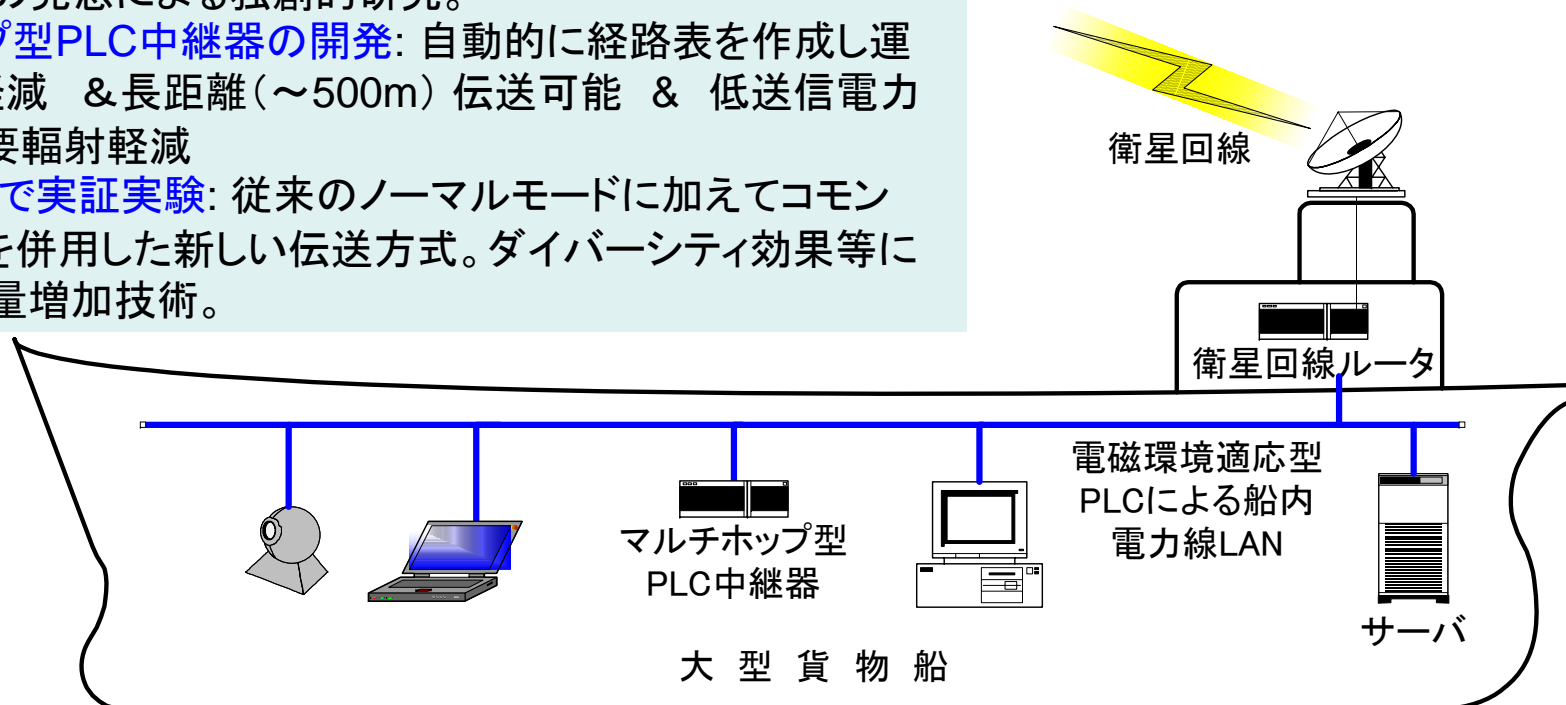 の発想による独創的研究。
プ型PLC中継器の開発: 自動的に経路表を作成し運
軽減 &長距離(～500m) 伝送可能 & 低送信電力
要輻射軽減
で実証実験: 従来のノーマルモードに加えてコモン
を併用した新しい伝送方式。ダイバーシティ効果等に
量増加技術。
衛星回線
衛星回線ルータ
電磁環境適応型
PLCによる船内
電力線LAN
マルチホップ型
PLC中継器
サーバ
大 型 貨 物 船